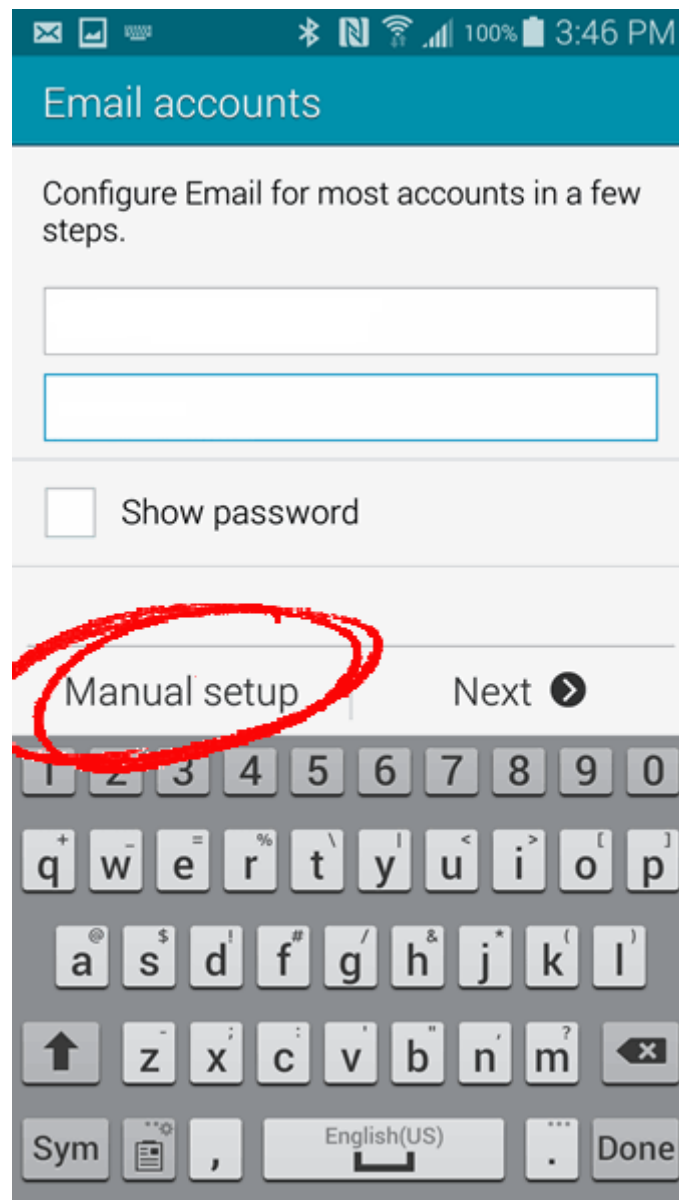 100% 3:46 PM
Email accounts
Configure Email for most accounts in a few
steps.
Show password
Manual setup Next
1 2 3 4 5 6 7 8 9 0
+ _ = % \ | < > [ ]
q w e r t y u i o p
@ $ ! # / & * ( )
a s d f g h j k l
- ; : ' " , ?
z x c v b n m
English(US)
Sym , . Done